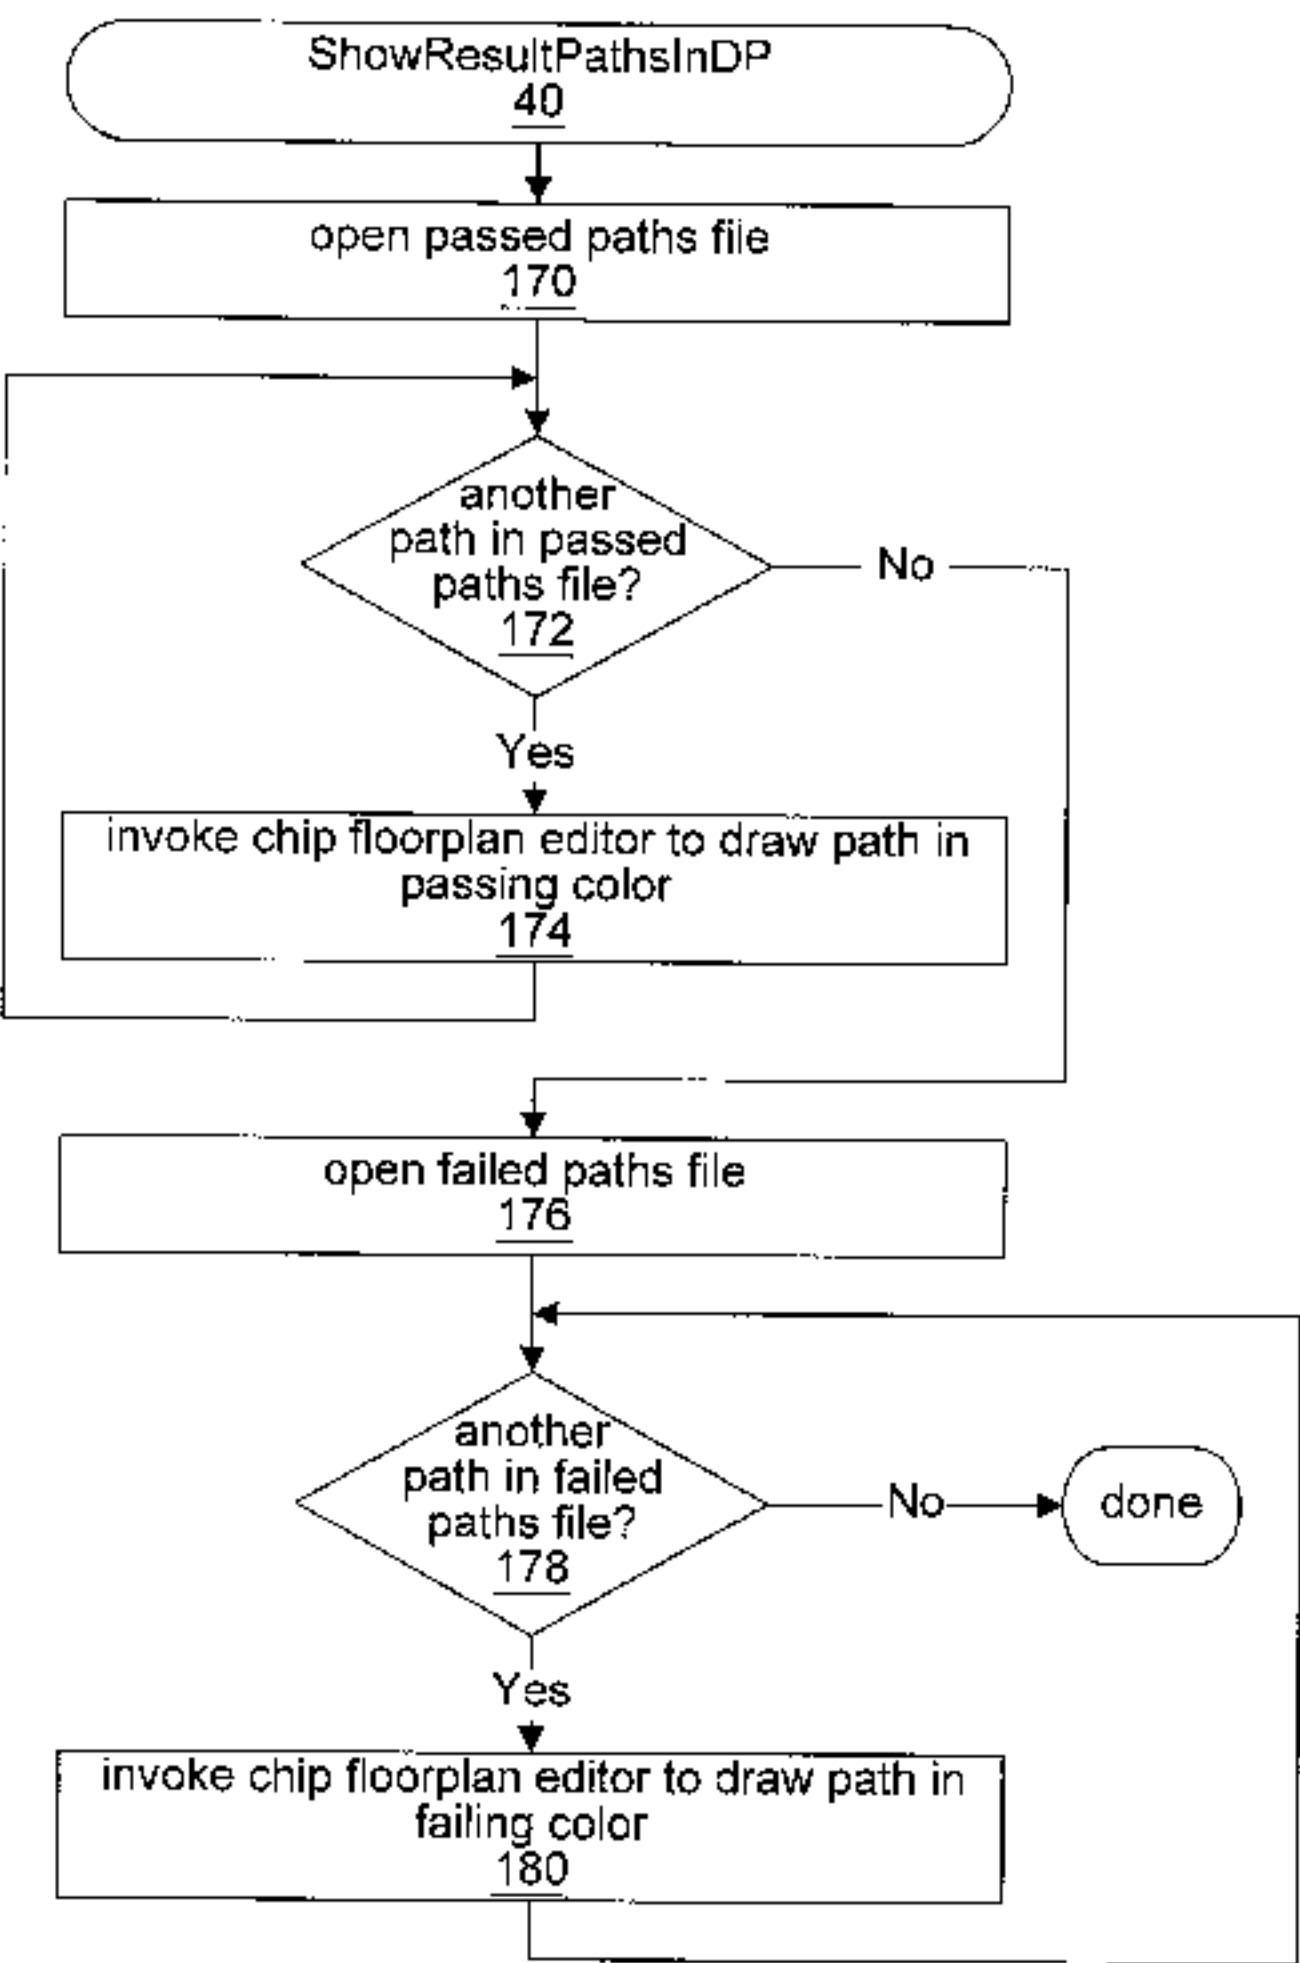 ShowResultPathsInDP
40
open passed paths file
170
another
path in passed
paths file?
172
No
Yes
invoke chip floorplan editor to draw path in
passing color
174
open failed paths file
176
another
path in failed
paths file?
178
No
done
Yes
invoke chip floorplan editor to draw path in
failing color
180